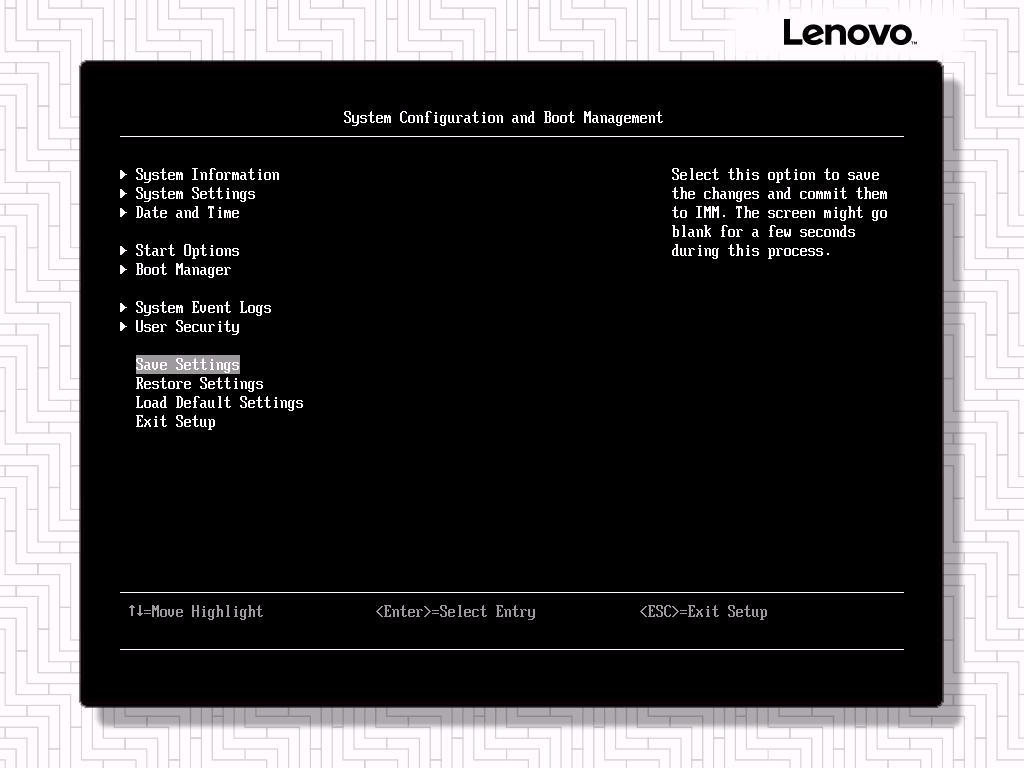 Lenovo™
System Configuration and Boot Management
System Information
System Settings
Date and Time
Start Options
Boot Manager
System Event Logs
User Security
Save Settings
Restore Settings
Load Default Settings
Exit Setup
Select this option to save
the changes and commit them
to IMM. The screen might go
blank for a few seconds
during this process.
↑↓=Move Highlight
<Enter>=Select Entry
<ESC>=Exit Setup